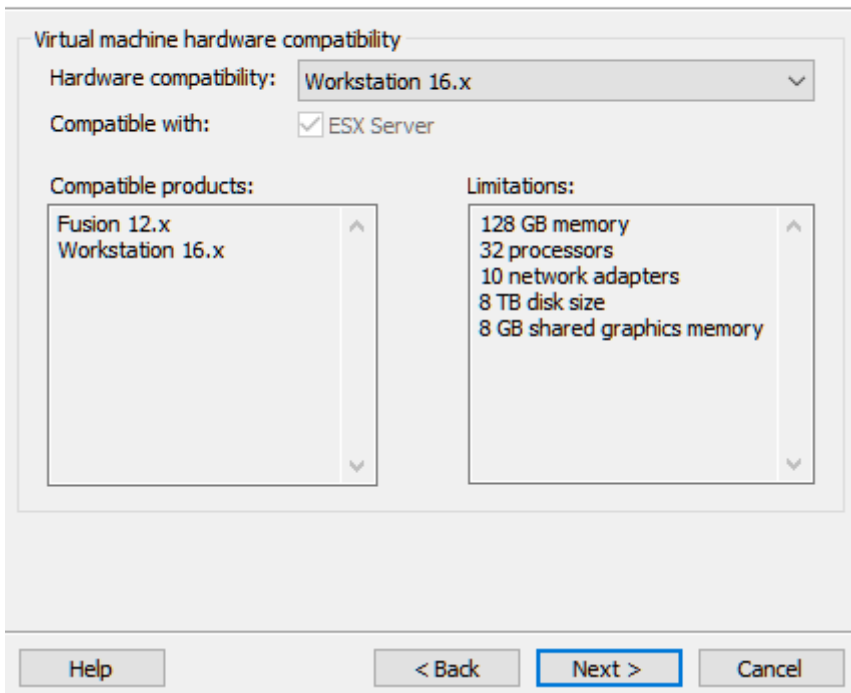 Virtual machine hardware compatibility
Hardware compatibility: Workstation 16.x
Compatible with: ESX Server
Compatible products:
Fusion 12.x
Workstation 16.x
Limitations:
128 GB memory
32 processors
10 network adapters
8 TB disk size
8 GB shared graphics memory
Help < Back Next > Cancel